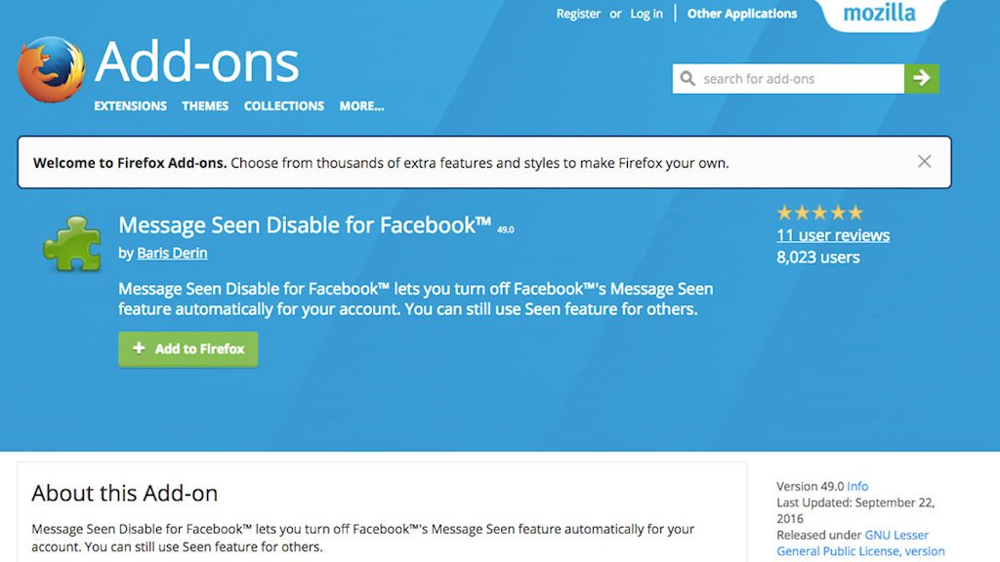 Register or Log in | Other Applications
mozilla
Add-ons
EXTENSIONS THEMES COLLECTIONS MORE...
search for add-ons
Welcome to Firefox Add-ons. Choose from thousands of extra features and styles to make Firefox your own.
Message Seen Disable for Facebook™ 49.0
by Baris Derin
Message Seen Disable for Facebook™ lets you turn off Facebook™'s Message Seen
feature automatically for your account. You can still use Seen feature for others.
+ Add to Firefox
11 user reviews
8,023 users
About this Add-on
Message Seen Disable for Facebook™ lets you turn off Facebook™'s Message Seen feature automatically for your
account. You can still use Seen feature for others.
Version 49.0 Info
Last Updated: September 22,
2016
Released under GNU Lesser
General Public License, version